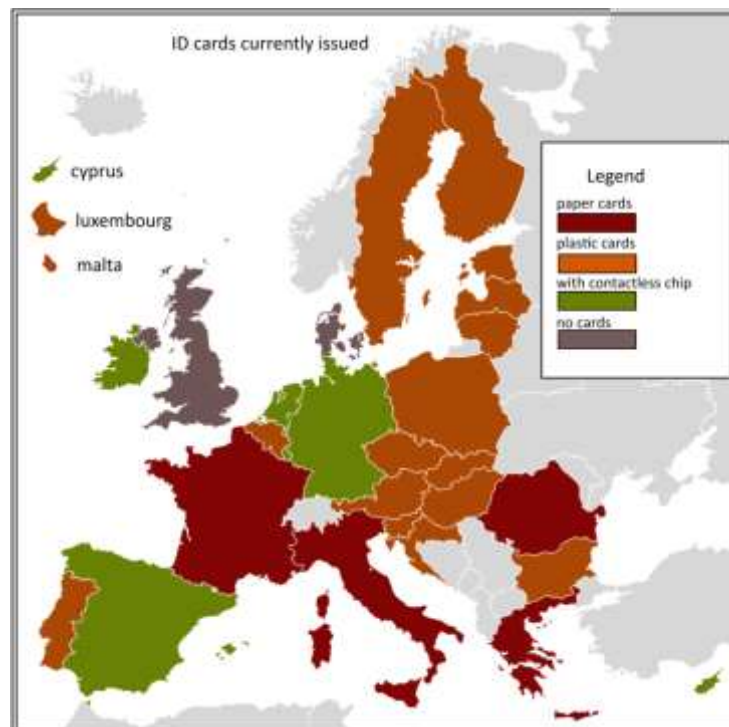 ID cards currently issued
cyprus
luxembourg
malta
Legend
paper cards
plastic cards
with contactless chip
no cards